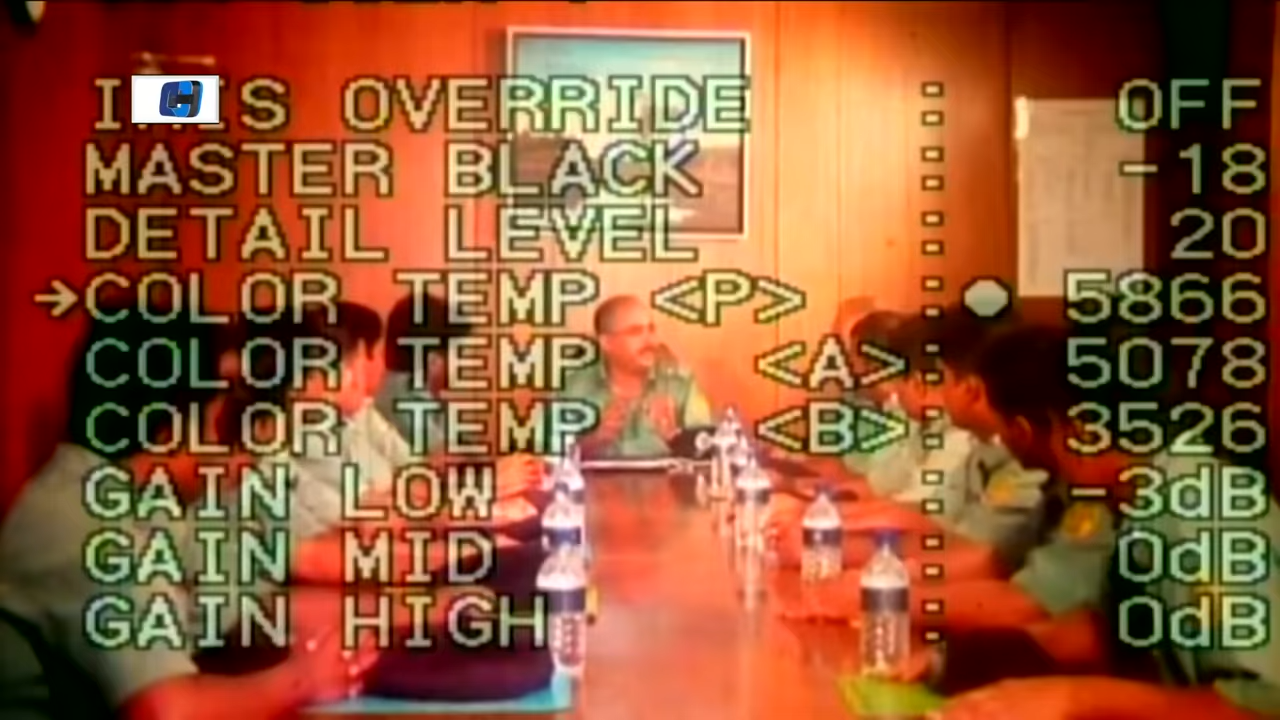 OVERRIDE : OFF
MASTER BLACK : -18
DETAIL LEVEL : 20
→COLOR TEMP <P> : ● 5866
COLOR TEMP <A> : 5078
COLOR TEMP <B> : 3526
GAIN LOW : -3dB
GAIN MID : 0dB
GAIN HIGH : 0dB